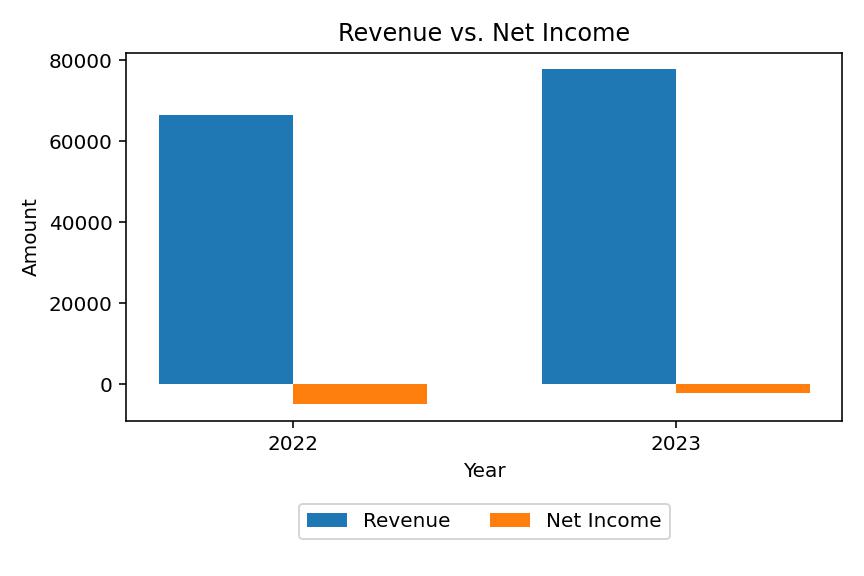 Revenue vs. Net Income
80000
60000
40000
20000
0
Amount
2022 2023
Year
Revenue Net Income